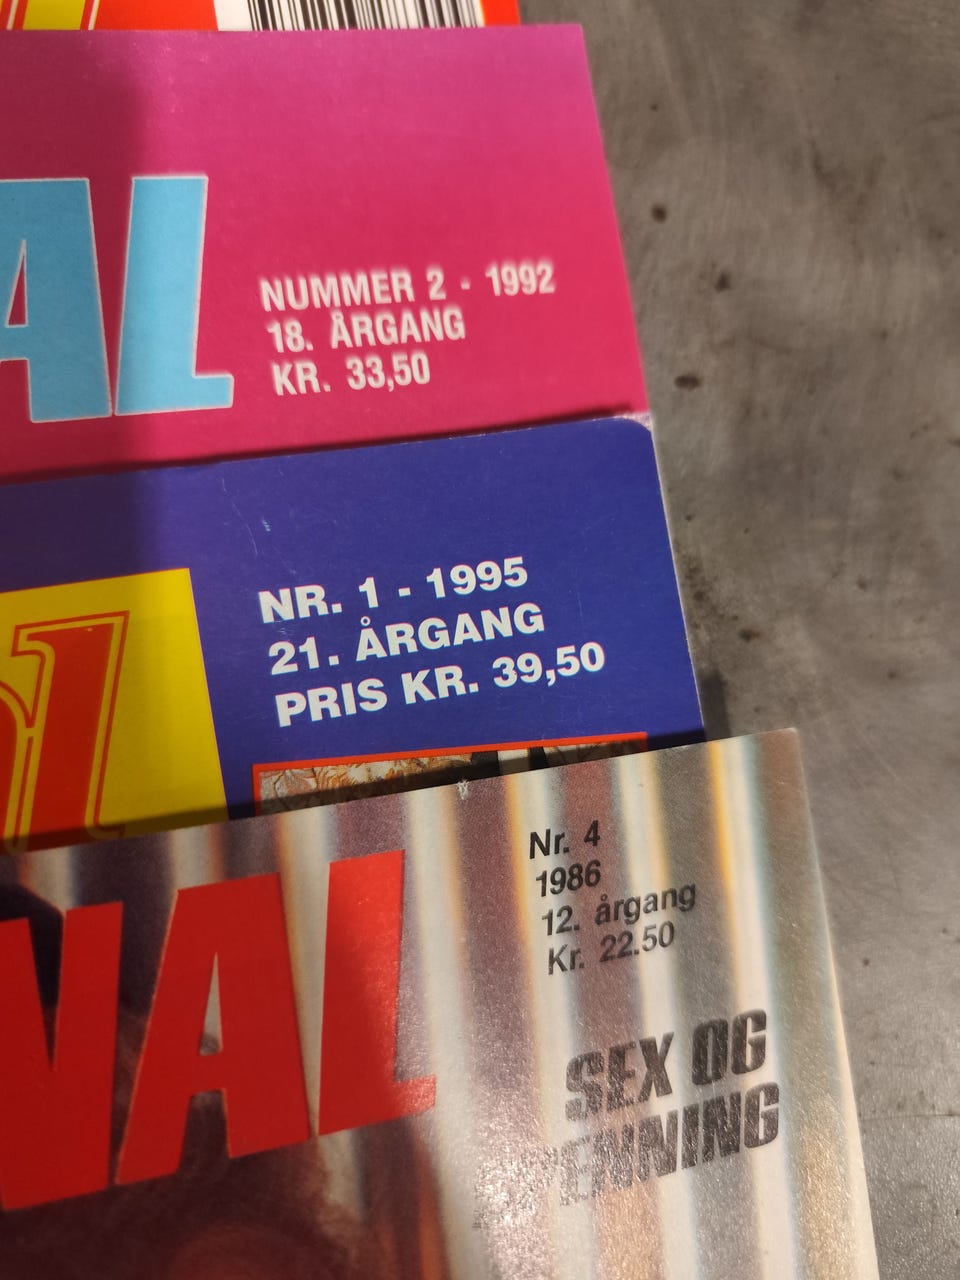 AL
NUMMER 2 - 1992
18. ÅRGANG
KR. 33,50
NR. 1 - 1995
21. ÅRGANG
PRIS KR. 39,50
NAL
Nr. 4
1986
12. årgang
Kr. 22.50
SEX OG
PENNING